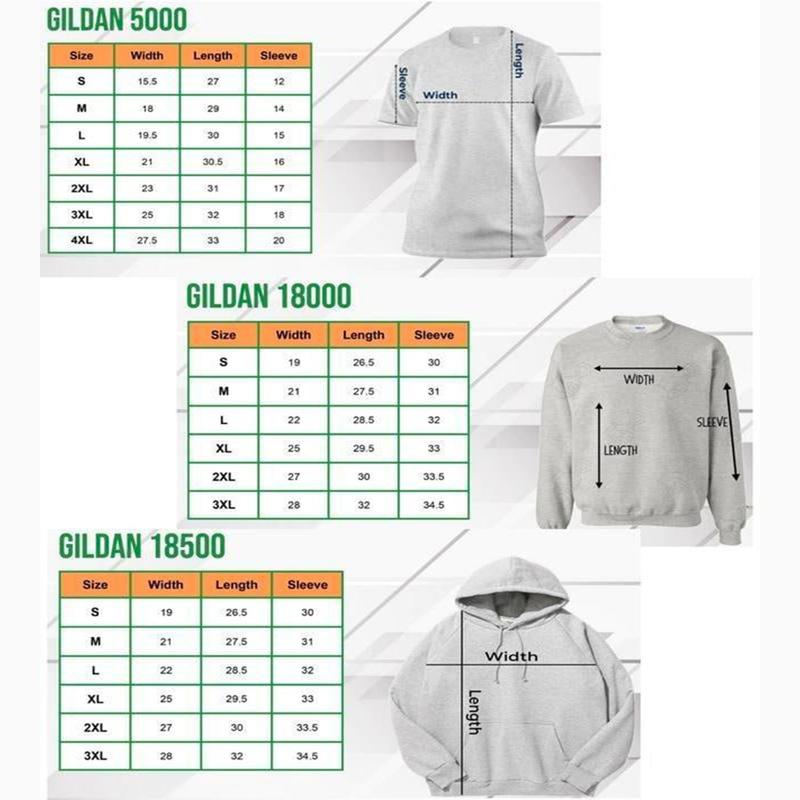 GILDAN 5000
Size Width Length Sleeve
S 15.5 27 12
M 18 29 14
L 19.5 30 15
XL 21 30.5 16
2XL 23 31 17
3XL 25 32 18
4XL 27.5 33 20
Sleeve
Width
Length
GILDAN 18000
Size Width Length Sleeve
S 19 26.5 30
M 21 27.5 31
L 22 28.5 32
XL 25 29.5 33
2XL 27 30 33.5
3XL 28 32 34.5
WIDTH
LENGTH
SLEEVE
GILDAN 18500
Size Width Length Sleeve
S 19 26.5 30
M 21 27.5 31
L 22 28.5 32
XL 25 29.5 33
2XL 27 30 33.5
3XL 28 32 34.5
Width
Length